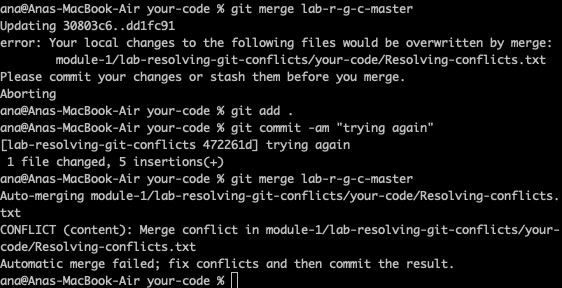 ana@Anas-MacBook-Air your-code % git merge lab-r-g-c-master
Updating 30803c6..dd1fc91
error: Your local changes to the following files would be overwritten by merge:
        module-1/lab-resolving-git-conflicts/your-code/Resolving-conflicts.txt
Please commit your changes or stash them before you merge.
Aborting
ana@Anas-MacBook-Air your-code % git add .
ana@Anas-MacBook-Air your-code % git commit -am "trying again"
[lab-resolving-git-conflicts 472261d] trying again
 1 file changed, 5 insertions(+)
ana@Anas-MacBook-Air your-code % git merge lab-r-g-c-master
Auto-merging module-1/lab-resolving-git-conflicts/your-code/Resolving-conflicts.
txt
CONFLICT (content): Merge conflict in module-1/lab-resolving-git-conflicts/your-
code/Resolving-conflicts.txt
Automatic merge failed; fix conflicts and then commit the result.
ana@Anas-MacBook-Air your-code %